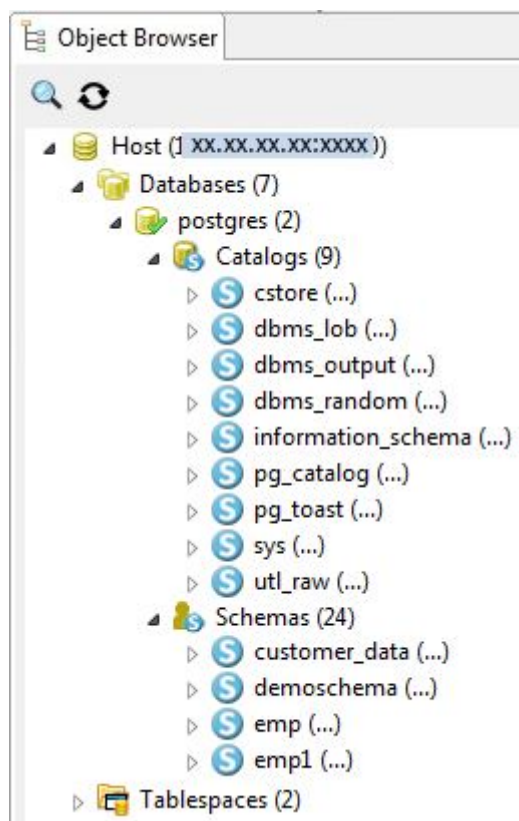 Object Browser
Host (1 xx.xx.xx.xx:xxxx ))
Databases (7)
postgres (2)
Catalogs (9)
cstore (...)
dbms_lob (...)
dbms_output (...)
dbms_random (...)
information_schema (...)
pg_catalog (...)
pg_toast (...)
sys (...)
utl_raw (...)
Schemas (24)
customer_data (...)
demoschema (...)
emp (...)
emp1 (...)
Tablespaces (2)